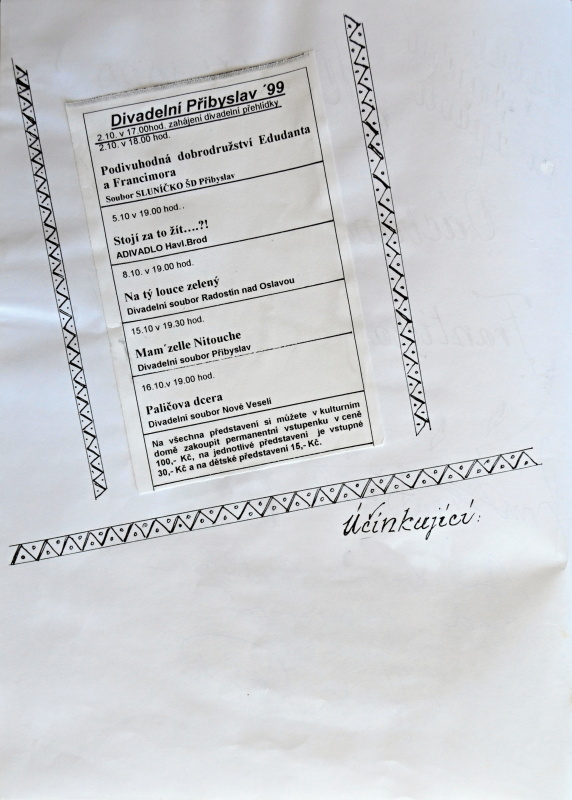 Divadelní Přibyslav ´99
2.10. v 17.00hod. zahájení divadelní přehlídky
2.10. v 18.00 hod.
Podivuhodná dobrodružství Edudanta
a Francimora
Soubor SLUNÍČKO ŠD Přibyslav
5.10 v 19.00 hod. .
Stojí za to žít....?!
ADIVADLO Havl.Brod
8.10. v 19.00 hod.
Na tý louce zelený
Divadelní soubor Radostín nad Oslavou
15.10 v 19.30 hod.
Mam´zelle Nitouche
Divadelní soubor Přibyslav
16.10.v 19.00 hod.
Paličova dcera
Divadelní soubor Nové Veselí
Na všechna představení si můžete v kulturním
domě zakoupit permanentní vstupenku v ceně
100,- Kč, na jednotlivé představení je vstupné
30,- Kč a na dětské představení 15,- Kč.
Účinkující: